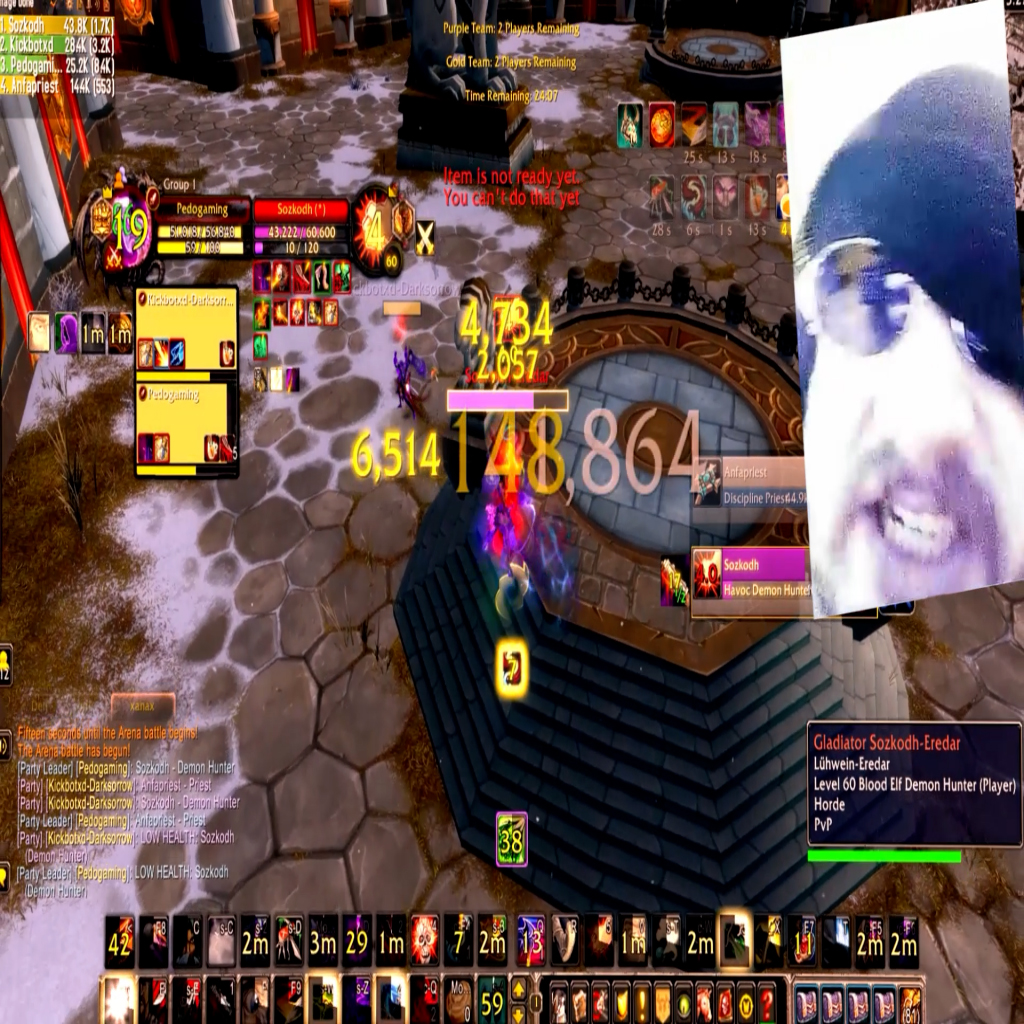 1. Sozkodh 43.8K (1.7K)
2. Kickbotxd 28.4K (3.2K)
3. Pedogami... 25.2K (8.4K)
4. Anfapriest 14.4K (553)
Purple Team: 2 Players Remaining
Gold Team: 2 Players Remaining
Time Remaining: 24:07
25 s 13 s 18 s
28 s 6 s 1 s 13 s
Item is not ready yet.
You can't do that yet
Group 1
19
Pedogaming
Sozkodh (*)
43,222 / 60,600
10 / 120
60
Kickbotxd-Darksorr...
1m 1m
Pedogaming
4,784
2,057
6,514
148,864
Anfapriest
Discipline Priest
Sozkodh
Havoc Demon Hunter
xanax
Fifteen seconds until the Arena battle begins!
The Arena battle has begun!
[Party Leader] [Pedogaming]: Sozkodh - Demon Hunter
[Party] [Kickbotxd-Darksorrow]: Anfapriest - Priest
[Party] [Kickbotxd-Darksorrow]: Sozkodh - Demon Hunter
[Party Leader] [Pedogaming]: Anfapriest - Priest
[Party] [Kickbotxd-Darksorrow]: LOW HEALTH: Sozkodh
(Demon Hunter)
[Party Leader] [Pedogaming]: LOW HEALTH: Sozkodh
(Demon Hunter)
Gladiator Sozkodh-Eredar
Lühwein-Eredar
Level 60 Blood Elf Demon Hunter (Player)
Horde
PvP
38
42 2m 3m 29 1m 7 2m 13 1m 2m 11 2m 2m
59